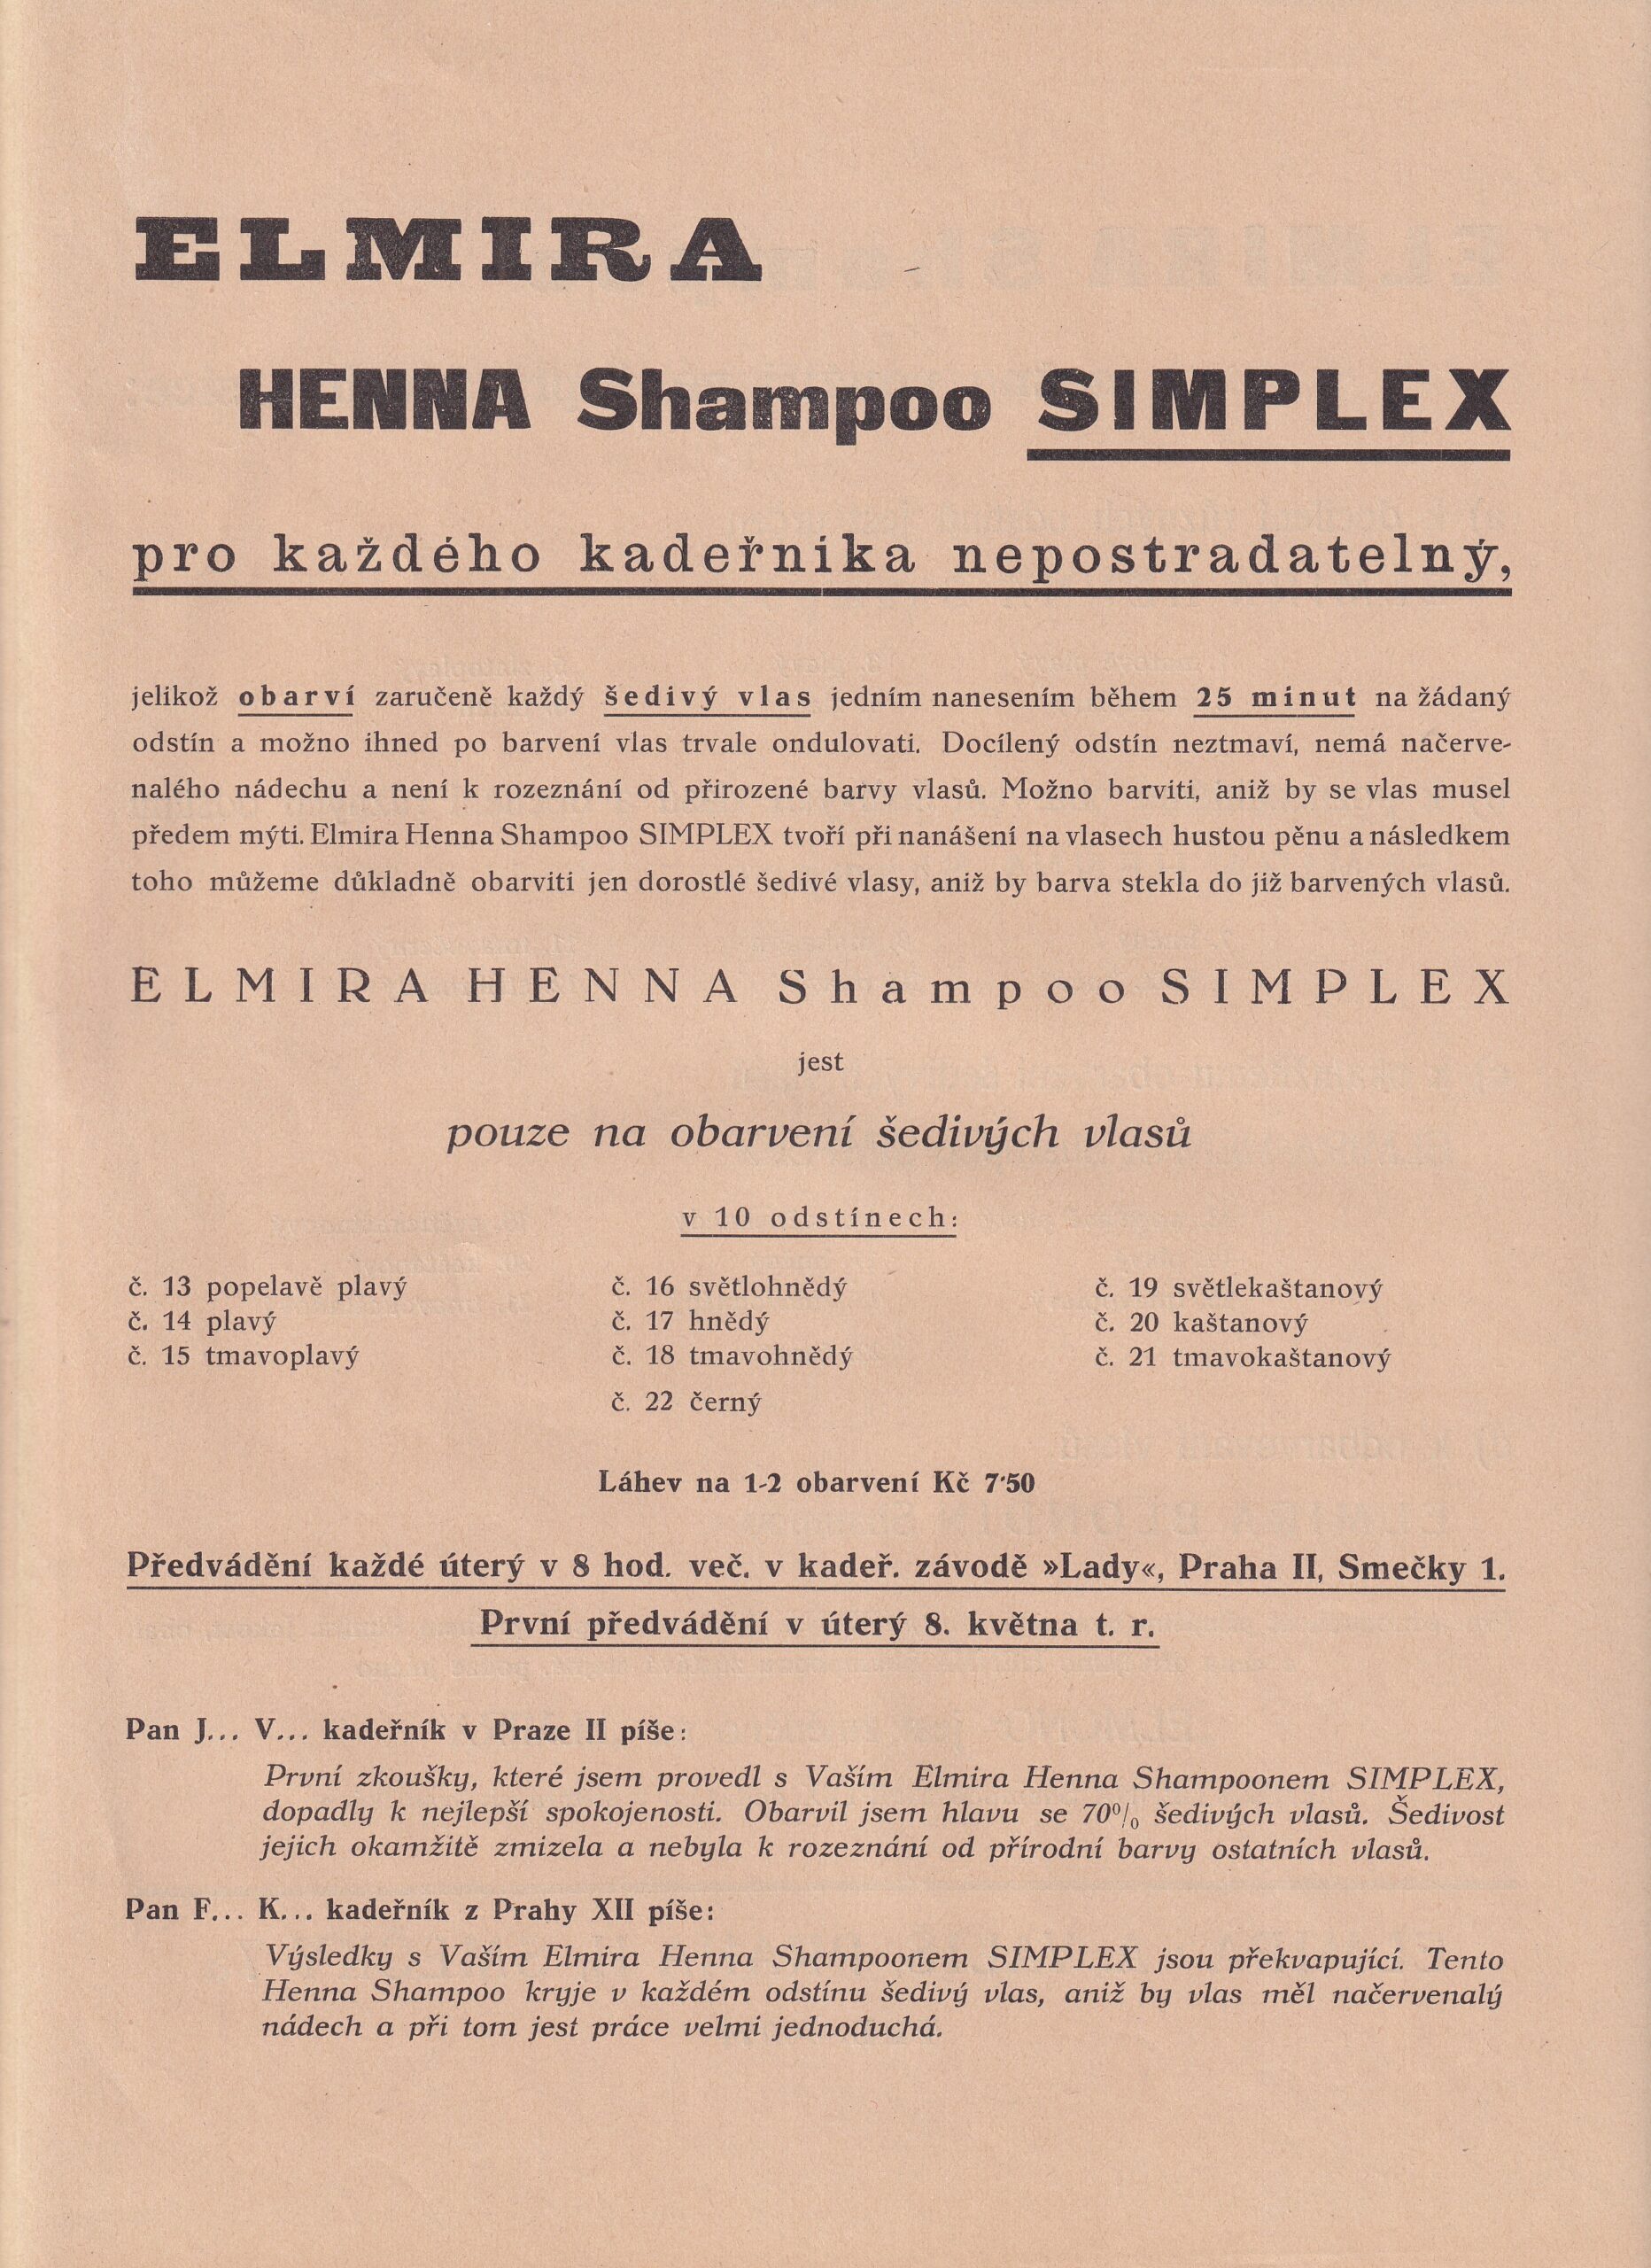 ELMIRA
HENNA Shampoo SIMPLEX
pro každého kadeřnika nepostradatelný,
jelikož obarví zaručeně každý šedivý vlas jedním nanesením během 25 minut na žádaný
odstín a možno ihned po barvení vlas trvale ondulovati. Docílený odstín neztmaví, nemá načerve-
nalého nádechu a není k rozeznání od přirozené barvy vlasů. Možno barviti, aniž by se vlas musel
předem mýti. Elmira Henna Shampoo SIMPLEX tvoří při nanášení na vlasech hustou pěnu a následkem
toho můžeme důkladně obarviti jen dorostlé šedivé vlasy, aniž by barva stekla do již barvených vlasů.
ELMIRA HENNA Shampoo SIMPLEX
jest
pouze na obarvení šedivých vlasů
v 10 odstínech:
č. 13 popelavě plavý
č. 14 plavý
č. 15 tmavoplavý
č. 16 světlohnědý
č. 17 hnědý
č. 18 tmavohnědý
č. 22 černý
č. 19 světlekaštanový
č. 20 kaštanový
č. 21 tmavokaštanový
Láhev na 1-2 obarvení Kč 7·50
Předvádění každé úterý v 8 hod. več. v kadeř. závodě »Lady«, Praha II, Smečky 1.
První předvádění v úterý 8. května t. r.
Pan J... V... kadeřník v Praze II píše:
První zkoušky, které jsem provedl s Vaším Elmira Henna Shampoonem SIMPLEX,
dopadly k nejlepší spokojenosti. Obarvil jsem hlavu se 70% šedivých vlasů. Šedivost
jejich okamžitě zmizela a nebyla k rozeznání od přírodní barvy ostatních vlasů.
Pan F... K... kadeřník z Prahy XII píše:
Výsledky s Vaším Elmira Henna Shampoonem SIMPLEX jsou překvapující. Tento
Henna Shampoo kryje v každém odstínu šedivý vlas, aniž by vlas měl načervenalý
nádech a při tom jest práce velmi jednoduchá.